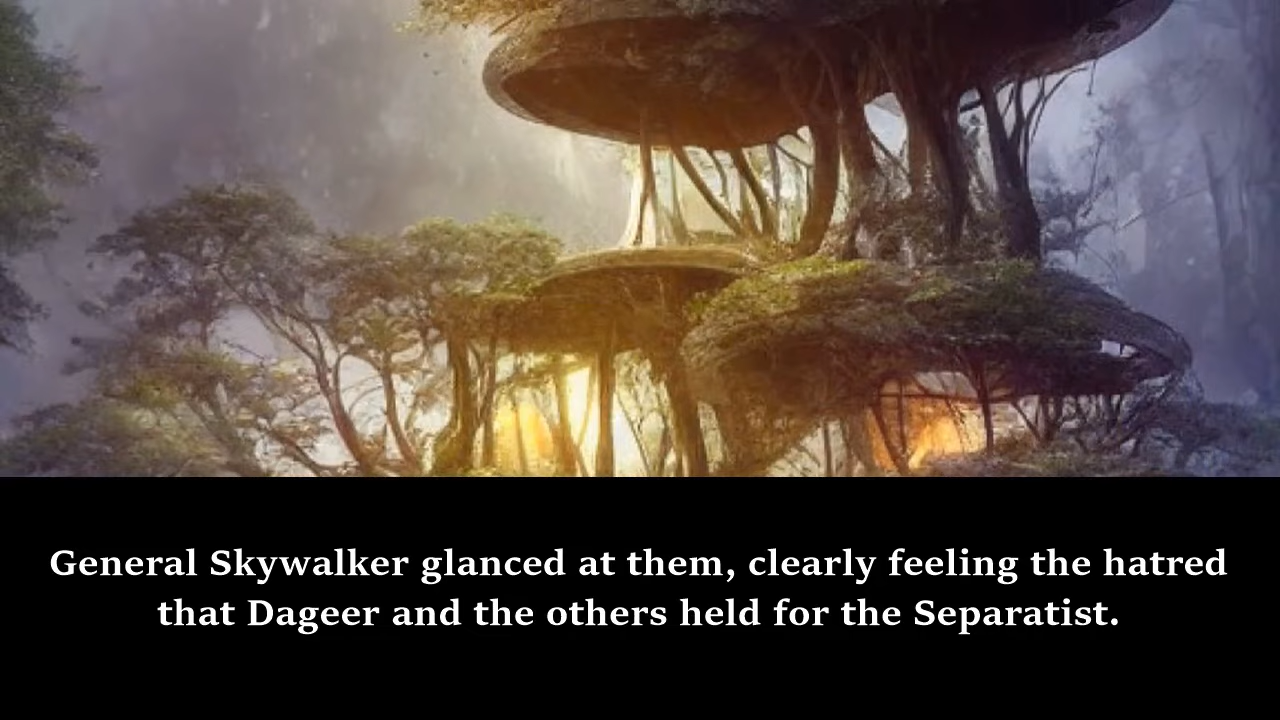 General Skywalker glanced at them, clearly feeling the hatred
that Dageer and the others held for the Separatist.